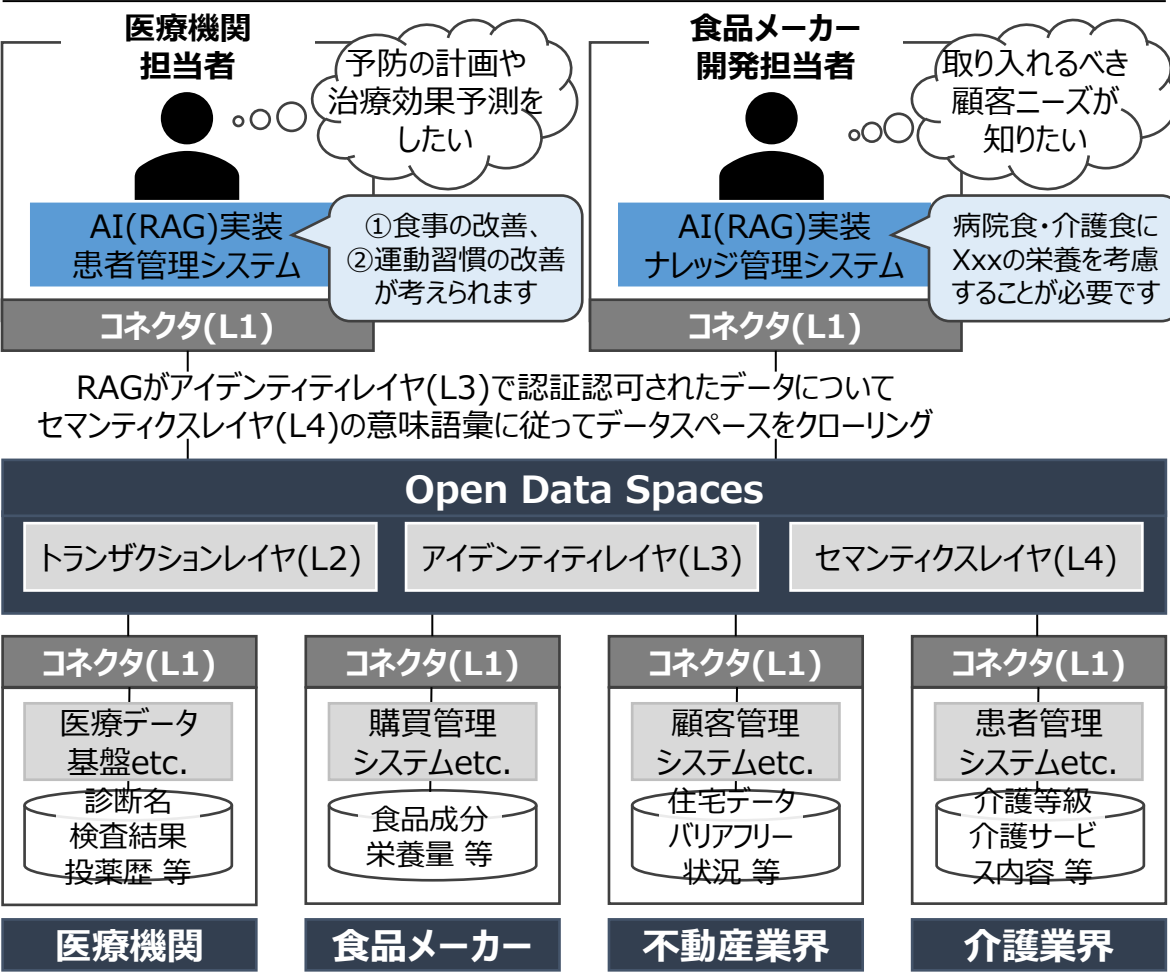 医療機関
担当者
予防の計画や
治療効果予測を
したい
AI(RAG)実装
患者管理システム
①食事の改善、
②運動習慣の改善
が考えられます
コネクタ(L1)
食品メーカー
開発担当者
取り入れるべき
顧客ニーズが
知りたい
AI(RAG)実装
ナレッジ管理システム
病院食・介護食に
Xxxの栄養を考慮
することが必要です
コネクタ(L1)
RAGがアイデンティティレイヤ(L3)で認証認可されたデータについて
セマンティクスレイヤ(L4)の意味語彙に従ってデータスペースをクローリング
Open Data Spaces
トランザクションレイヤ(L2)
アイデンティティレイヤ(L3)
セマンティクスレイヤ(L4)
コネクタ(L1)
医療データ
基盤etc.
診断名
検査結果
投薬歴 等
医療機関
コネクタ(L1)
購買管理
システムetc.
食品成分
栄養量 等
食品メーカー
コネクタ(L1)
顧客管理
システムetc.
住宅データ
バリアフリー
状況 等
不動産業界
コネクタ(L1)
患者管理
システムetc.
介護等級
介護サービ
ス内容 等
介護業界